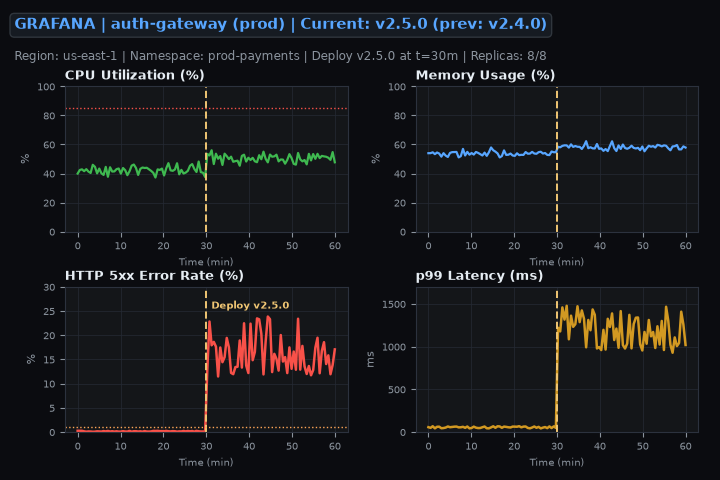 GRAFANA | auth-gateway (prod) | Current: v2.5.0 (prev: v2.4.0)
Region: us-east-1 | Namespace: prod-payments | Deploy v2.5.0 at t=30m | Replicas: 8/8
CPU Utilization (%)
100
80
60
40
20
0
%
0 10 20 30 40 50 60
Time (min)
Memory Usage (%)
100
80
60
40
20
0
%
0 10 20 30 40 50 60
Time (min)
HTTP 5xx Error Rate (%)
30
25
20
15
10
5
0
%
Deploy v2.5.0
0 10 20 30 40 50 60
Time (min)
p99 Latency (ms)
1500
1000
500
0
ms
0 10 20 30 40 50 60
Time (min)